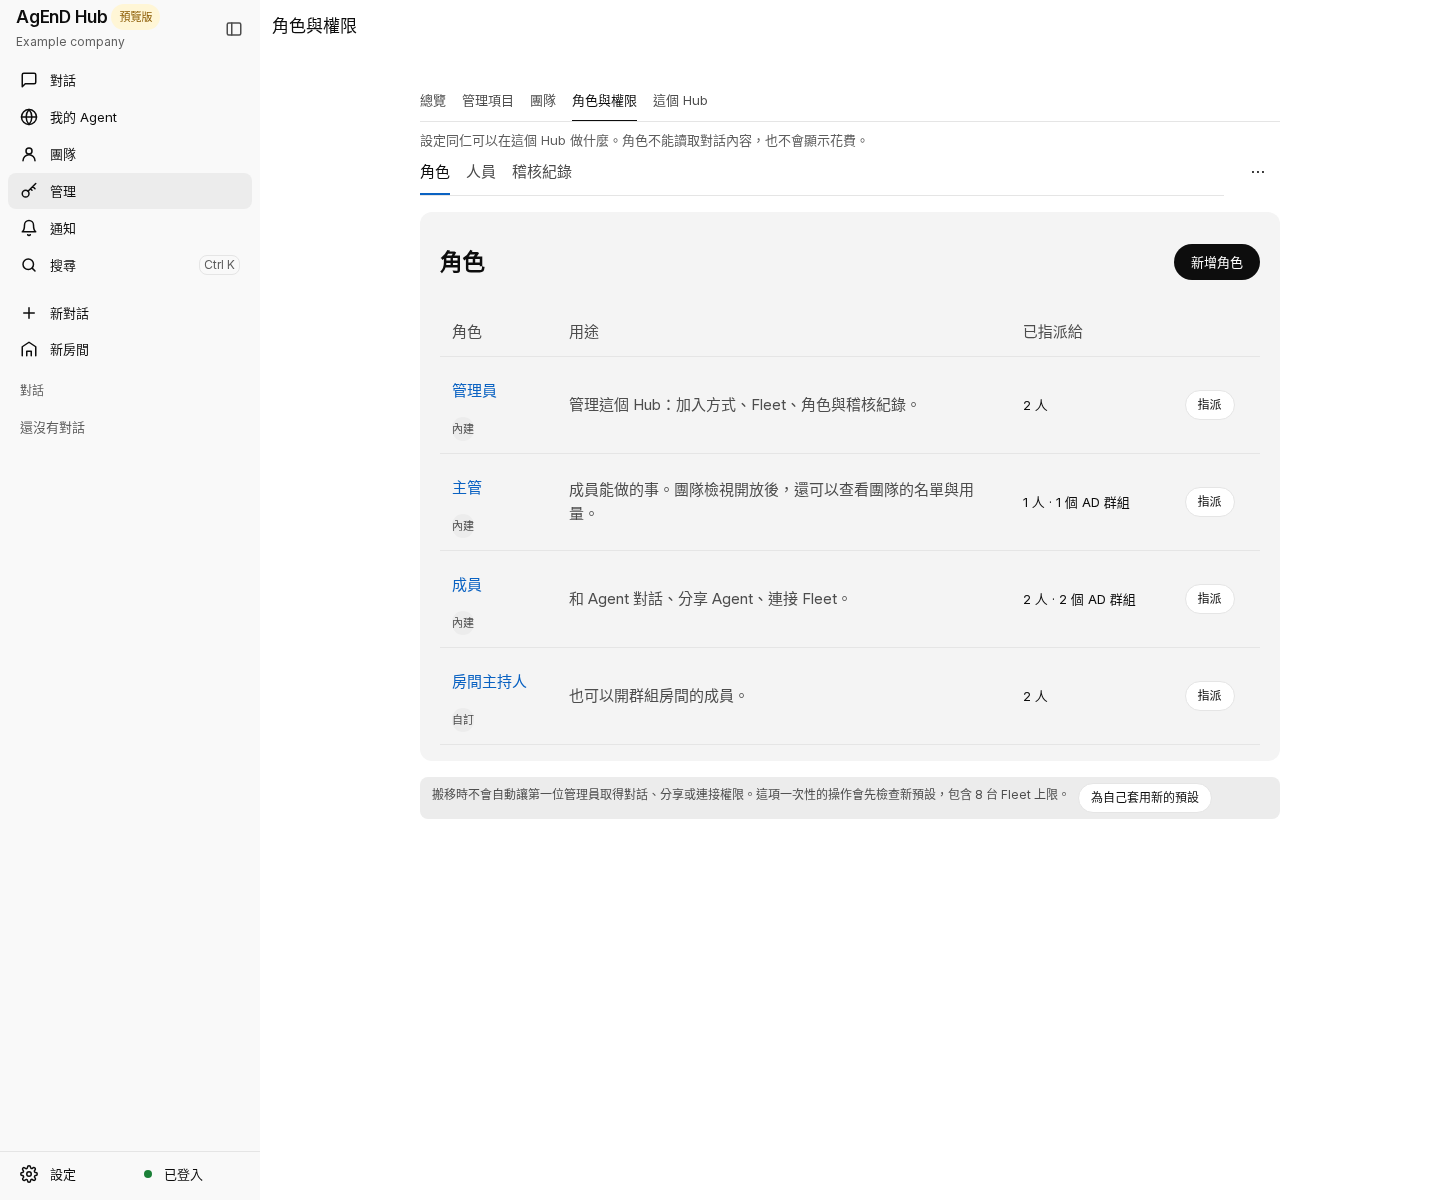 AgEnD Hub 預覽版
Example company
對話
我的 Agent
團隊
管理
通知
搜尋 Ctrl K
新對話
新房間
對話
還沒有對話
設定 已登入
角色與權限
總覽 管理項目 團隊 角色與權限 這個 Hub
設定同仁可以在這個 Hub 做什麼。角色不能讀取對話內容，也不會顯示花費。
角色 人員 稽核紀錄 ...
角色 新增角色
角色 用途 已指派給
管理員
內建
管理這個 Hub：加入方式、Fleet、角色與稽核紀錄。
2 人
指派
主管
內建
成員能做的事。團隊檢視開放後，還可以查看團隊的名單與用
量。
1 人 · 1 個 AD 群組
指派
成員
內建
和 Agent 對話、分享 Agent、連接 Fleet。
2 人 · 2 個 AD 群組
指派
房間主持人
自訂
也可以開群組房間的成員。
2 人
指派
搬移時不會自動讓第一位管理員取得對話、分享或連接權限。這項一次性的操作會先檢查新預設，包含 8 台 Fleet 上限。 為自己套用新的預設